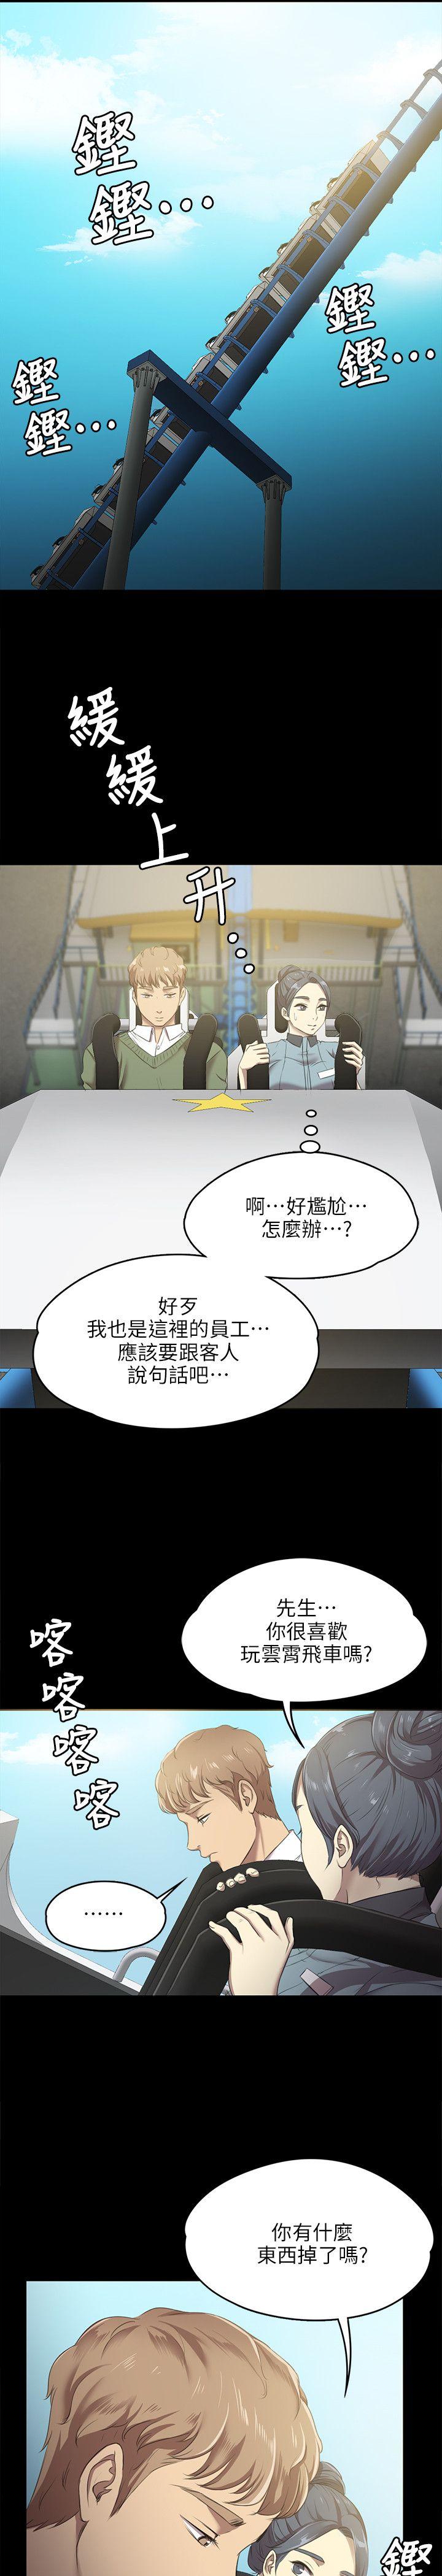 鏗
鏗…
鏗
鏗…
鏗
鏗…
緩
緩
上
升…
啊…好尷尬…
怎麼辦…?
好歹
我也是這裡的員工…
應該要跟客人
說句話吧…
先生…
你很喜歡
玩雲霄飛車嗎?
喀
喀
喀
喀
……
你有什麼
東西掉了嗎?
鏗